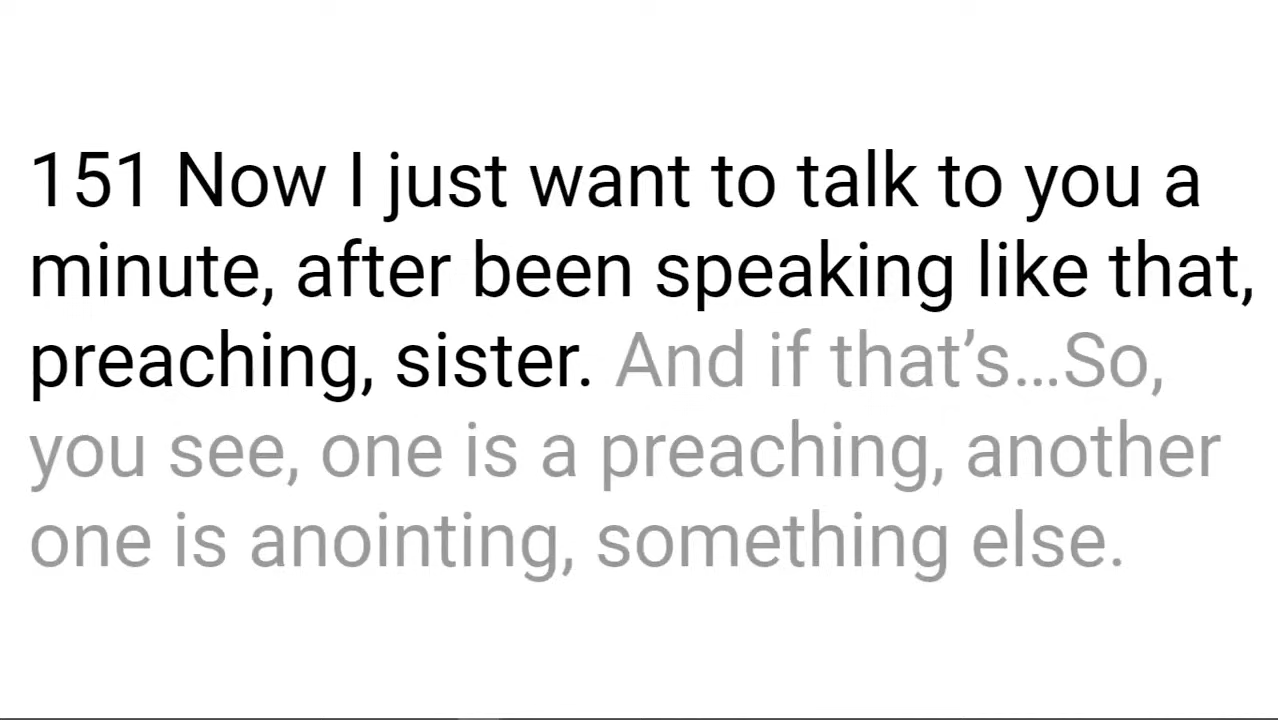 151 Now I just want to talk to you a
minute, after been speaking like that,
preaching, sister. And if that’s…So,
you see, one is a preaching, another
one is anointing, something else.